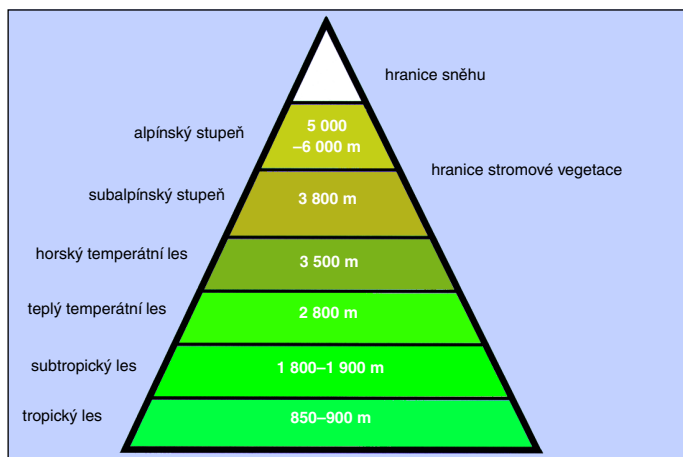 hranice sněhu
alpínský stupeň
5 000
–6 000 m
hranice stromové vegetace
subalpínský stupeň
3 800 m
horský temperátní les
3 500 m
teplý temperátní les
2 800 m
subtropický les
1 800–1 900 m
tropický les
850–900 m